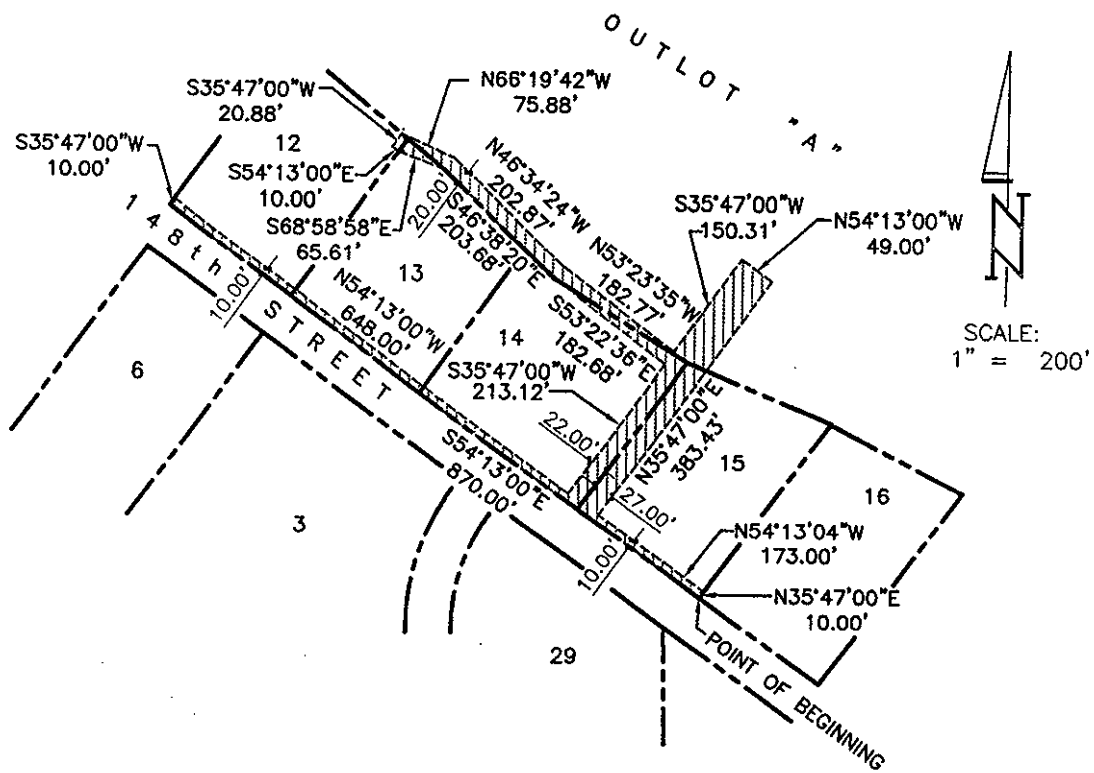 OUTLOT "A"
N66°19'42"W
75.88'
S35°47'00"W
20.88'
S35°47'00"W
10.00'
12
S54°13'00"E
10.00'
20.00'
N46°34'24"W
202.87'
S46°38'20"E
203.68'
S68°58'58"E
65.61'
S35°47'00"W
150.31'
N54°13'00"W
49.00'
SCALE:
1" = 200'
N53°23'35"W
182.77'
S53°22'36"E
182.68'
13
14
148th STREET
10.00'
N54°13'00"W
648.00'
6
S35°47'00"W
213.12'
22.00'
N35°47'00"E
383.43'
27.00'
15
16
S54°13'00"E
870.00'
3
10.00'
N54°13'04"W
173.00'
N35°47'00"E
10.00'
POINT OF BEGINNING
29
N